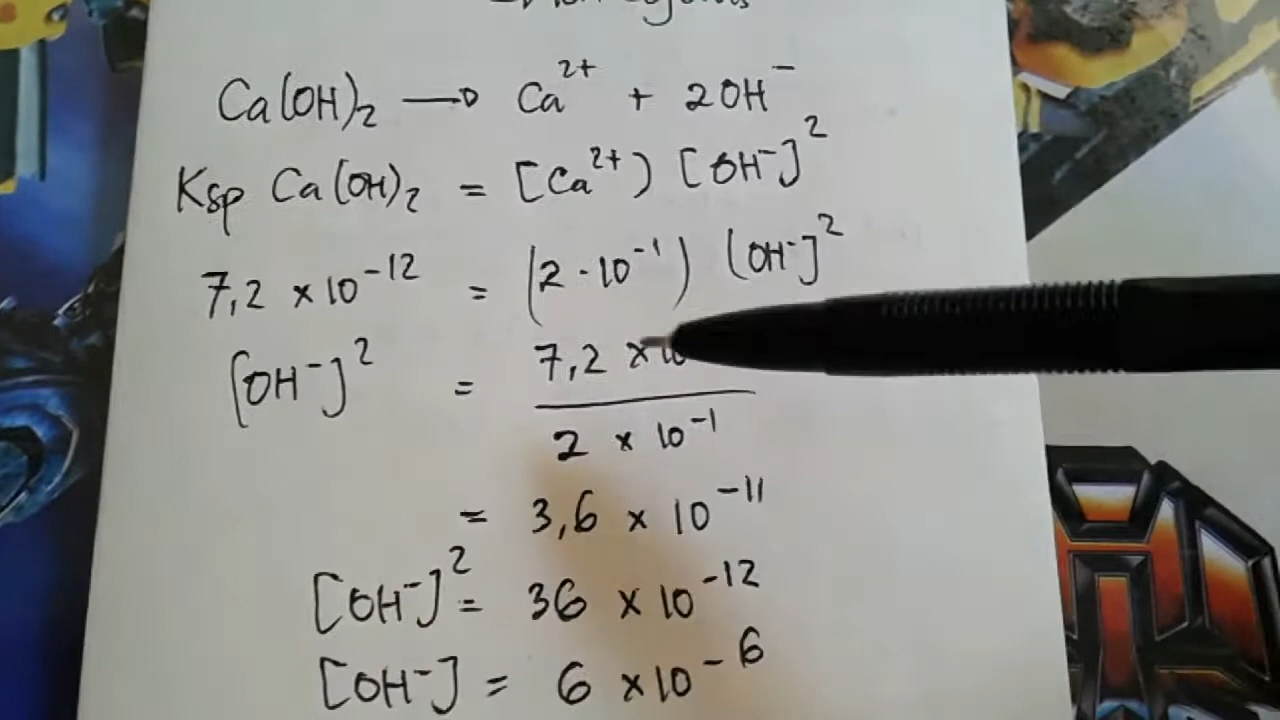 Ca(OH)₂ → Ca²⁺ + 2OH⁻
Ksp Ca(OH)₂ = [Ca²⁺) [OH⁻]²
7,2 × 10⁻¹² = (2 · 10⁻¹) (OH⁻]²
[OH⁻]² = 7,2 × 10
2 × 10⁻¹
= 3,6 × 10⁻¹¹
[OH⁻]² = 36 × 10⁻¹²
[OH⁻] = 6 × 10⁻⁶